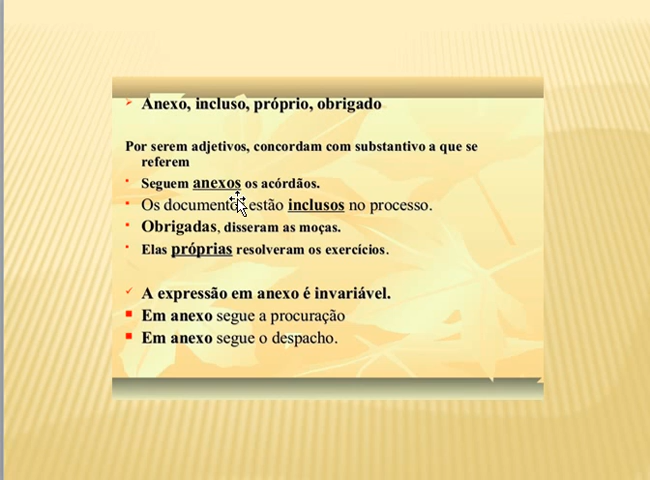 Anexo, incluso, próprio, obrigado
Por serem adjetivos, concordam com substantivo a que se
referem
Seguem anexos os acórdãos.
Os documentos estão inclusos no processo.
Obrigadas, disseram as moças.
Elas próprias resolveram os exercícios.
A expressão em anexo é invariável.
Em anexo segue a procuração
Em anexo segue o despacho.